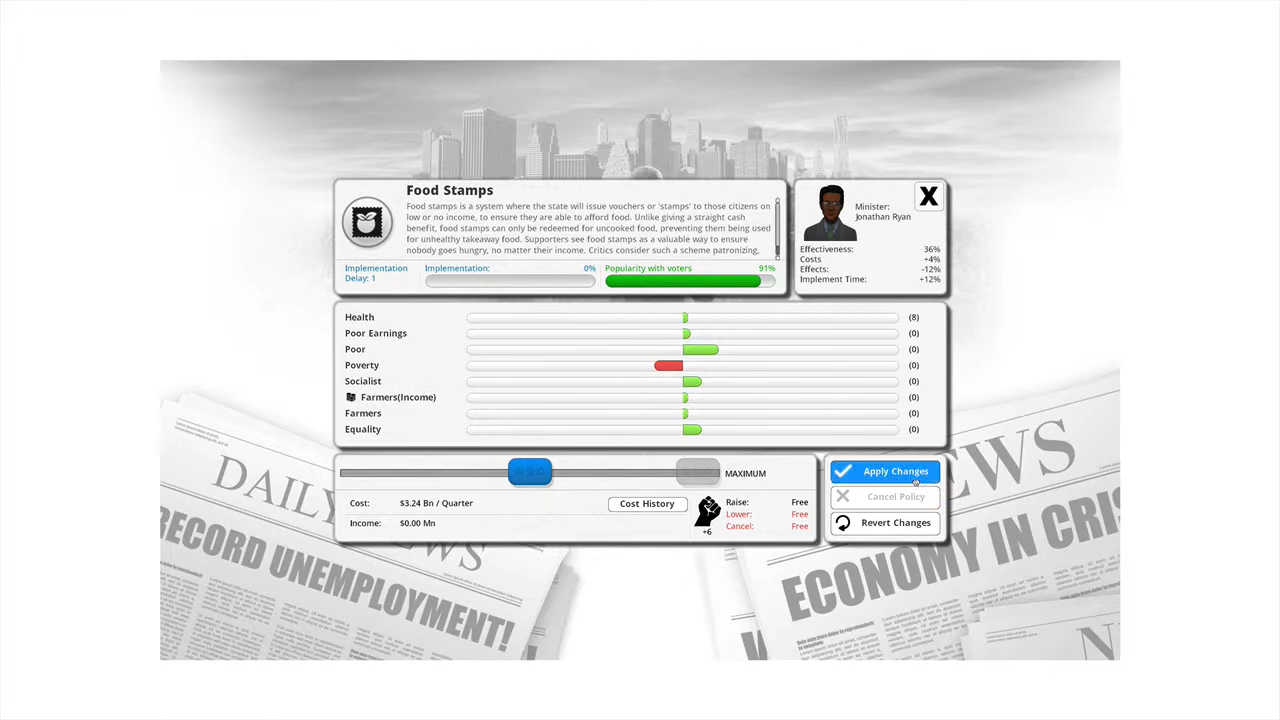 Food Stamps
Food stamps is a system where the state will issue vouchers or 'stamps' to those citizens on
low or no income, to ensure they are able to afford food. Unlike giving a straight cash
benefit, food stamps can only be redeemed for uncooked food, preventing them being used
for unhealthy takeaway food. Supporters see food stamps as a valuable way to ensure
nobody goes hungry, no matter their income. Critics consider such a scheme patronizing,
Implementation
Delay: 1
Implementation: 0%
Popularity with voters 91%
Minister:
Jonathan Ryan
X
Effectiveness: 36%
Costs +4%
Effects: -12%
Implement Time: +12%
Health (8)
Poor Earnings (0)
Poor (0)
Poverty (0)
Socialist (0)
Farmers(Income) (0)
Farmers (0)
Equality (0)
MAXIMUM
Cost: $3.24 Bn / Quarter
Income: $0.00 Mn
Cost History
+6
Raise: Free
Lower: Free
Cancel: Free
Apply Changes
Cancel Policy
Revert Changes
DAILY
NEWS
RECORD UNEMPLOYMENT!
NEWS
ECONOMY IN CRIS